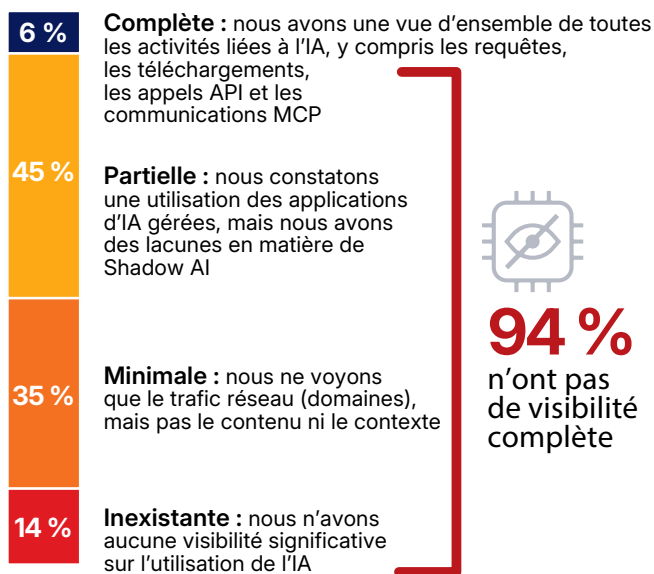 6 %
Complète : nous avons une vue d’ensemble de toutes
les activités liées à l’IA, y compris les requêtes,
les téléchargements,
les appels API et les
communications MCP
45 %
Partielle : nous constatons
une utilisation des applications
d’IA gérées, mais nous avons
des lacunes en matière de
Shadow AI
35 %
Minimale : nous ne voyons
que le trafic réseau (domaines),
mais pas le contenu ni le contexte
14 %
Inexistante : nous n’avons
aucune visibilité significative
sur l’utilisation de l’IA
94 %
n’ont pas
de visibilité
complète